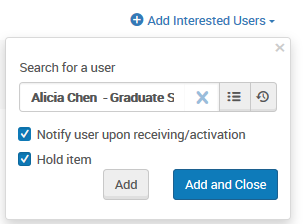 Add Interested Users
Search for a user
Alicia Chen - Graduate S
Notify user upon receiving/activation
Hold item
Add
Add and Close